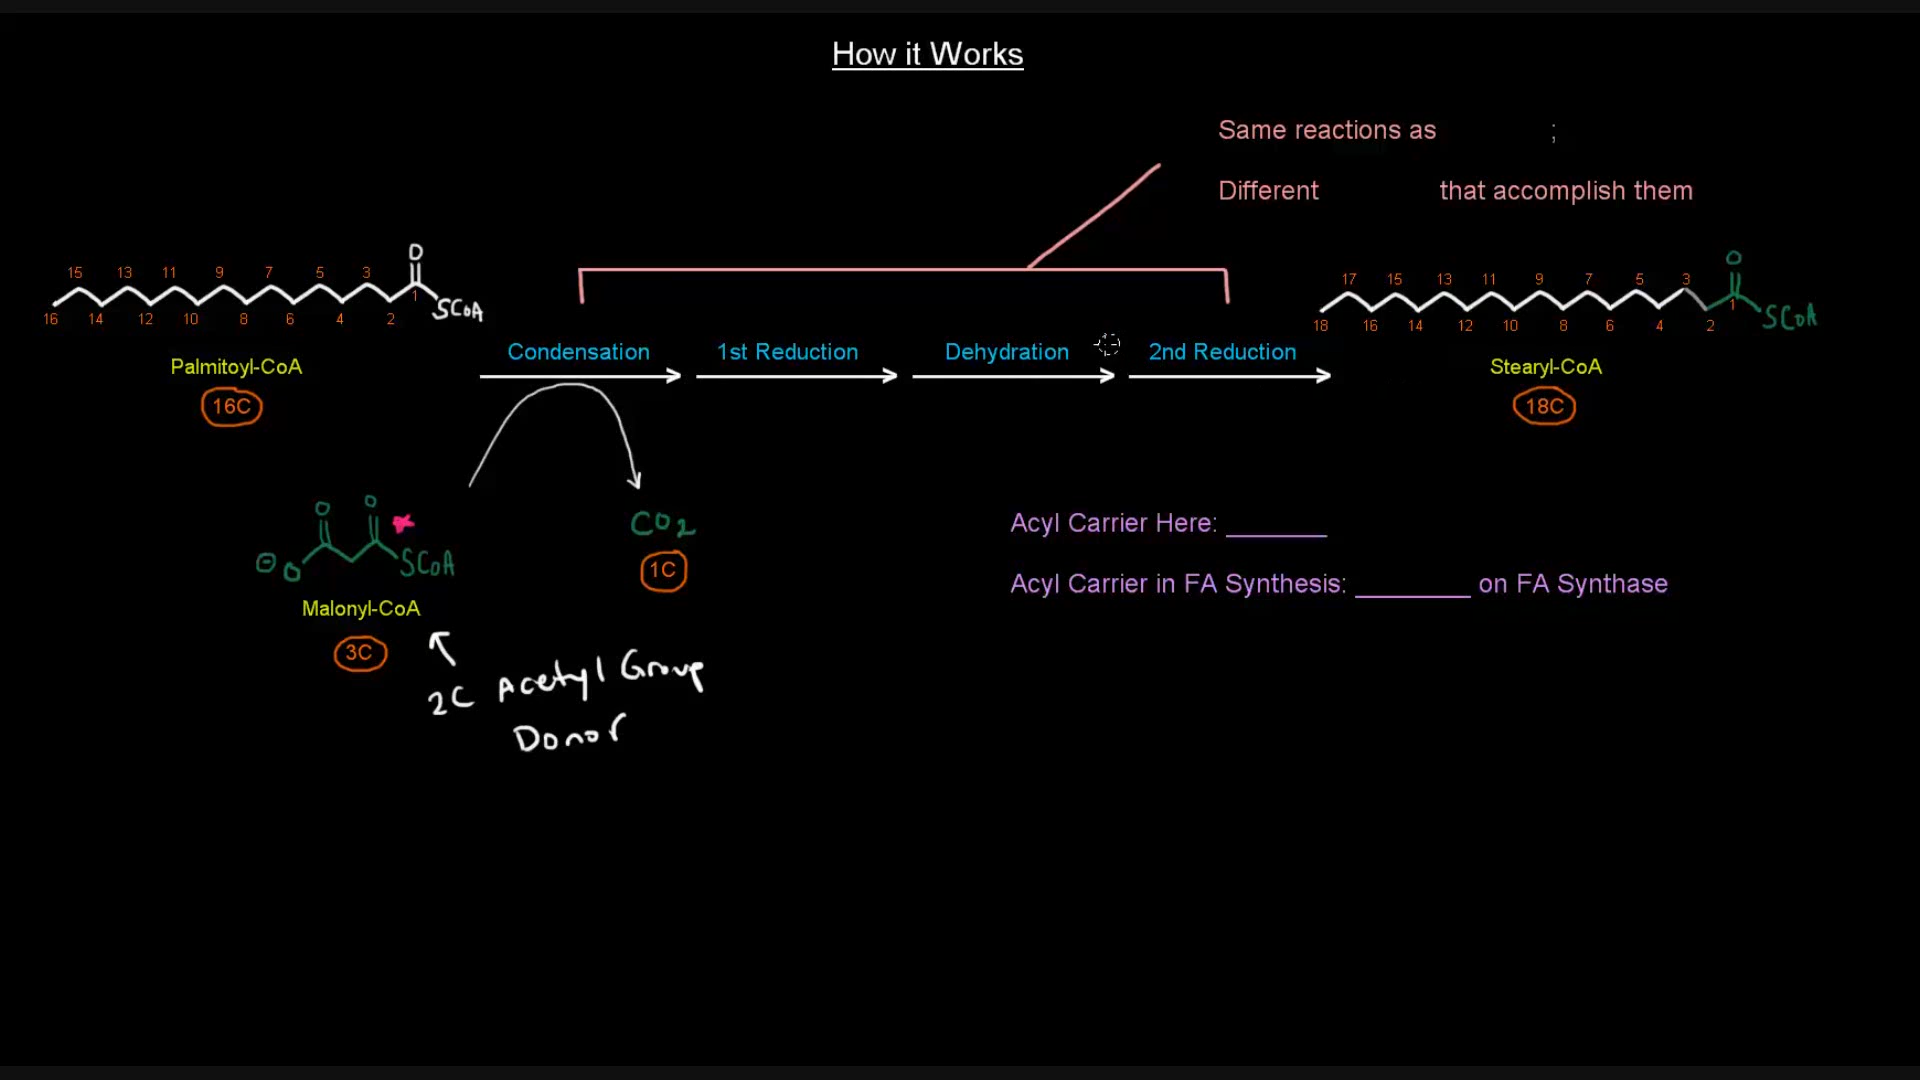 How it Works
Same reactions as ;
Different that accomplish them
O
15 13 11 9 7 5 3
1
SCoA
16 14 12 10 8 6 4 2
Palmitoyl-CoA
16C
Condensation
1st Reduction
Dehydration
2nd Reduction
O
17 15 13 11 9 7 5 3
1
SCoA
18 16 14 12 10 8 6 4 2
Stearyl-CoA
18C
O O
⊖ O SCoA
Malonyl-CoA
3C
CO2
1C
2C Acetyl Group
Donor
Acyl Carrier Here: _______
Acyl Carrier in FA Synthesis: ________ on FA Synthase